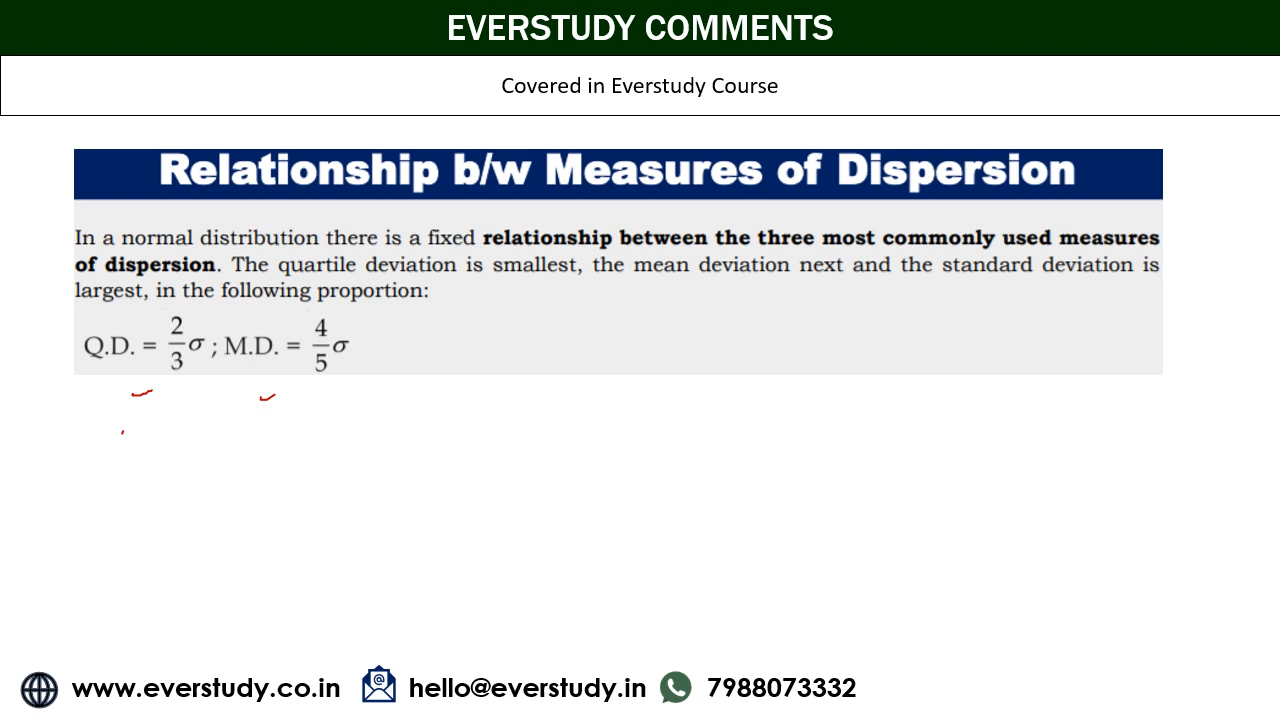 EVERSTUDY COMMENTS
Covered in Everstudy Course
Relationship b/w Measures of Dispersion
In a normal distribution there is a fixed relationship between the three most commonly used measures
of dispersion. The quartile deviation is smallest, the mean deviation next and the standard deviation is
largest, in the following proportion:
Q.D. = 2/3 σ ; M.D. = 4/5 σ
www.everstudy.co.in hello@everstudy.in 7988073332